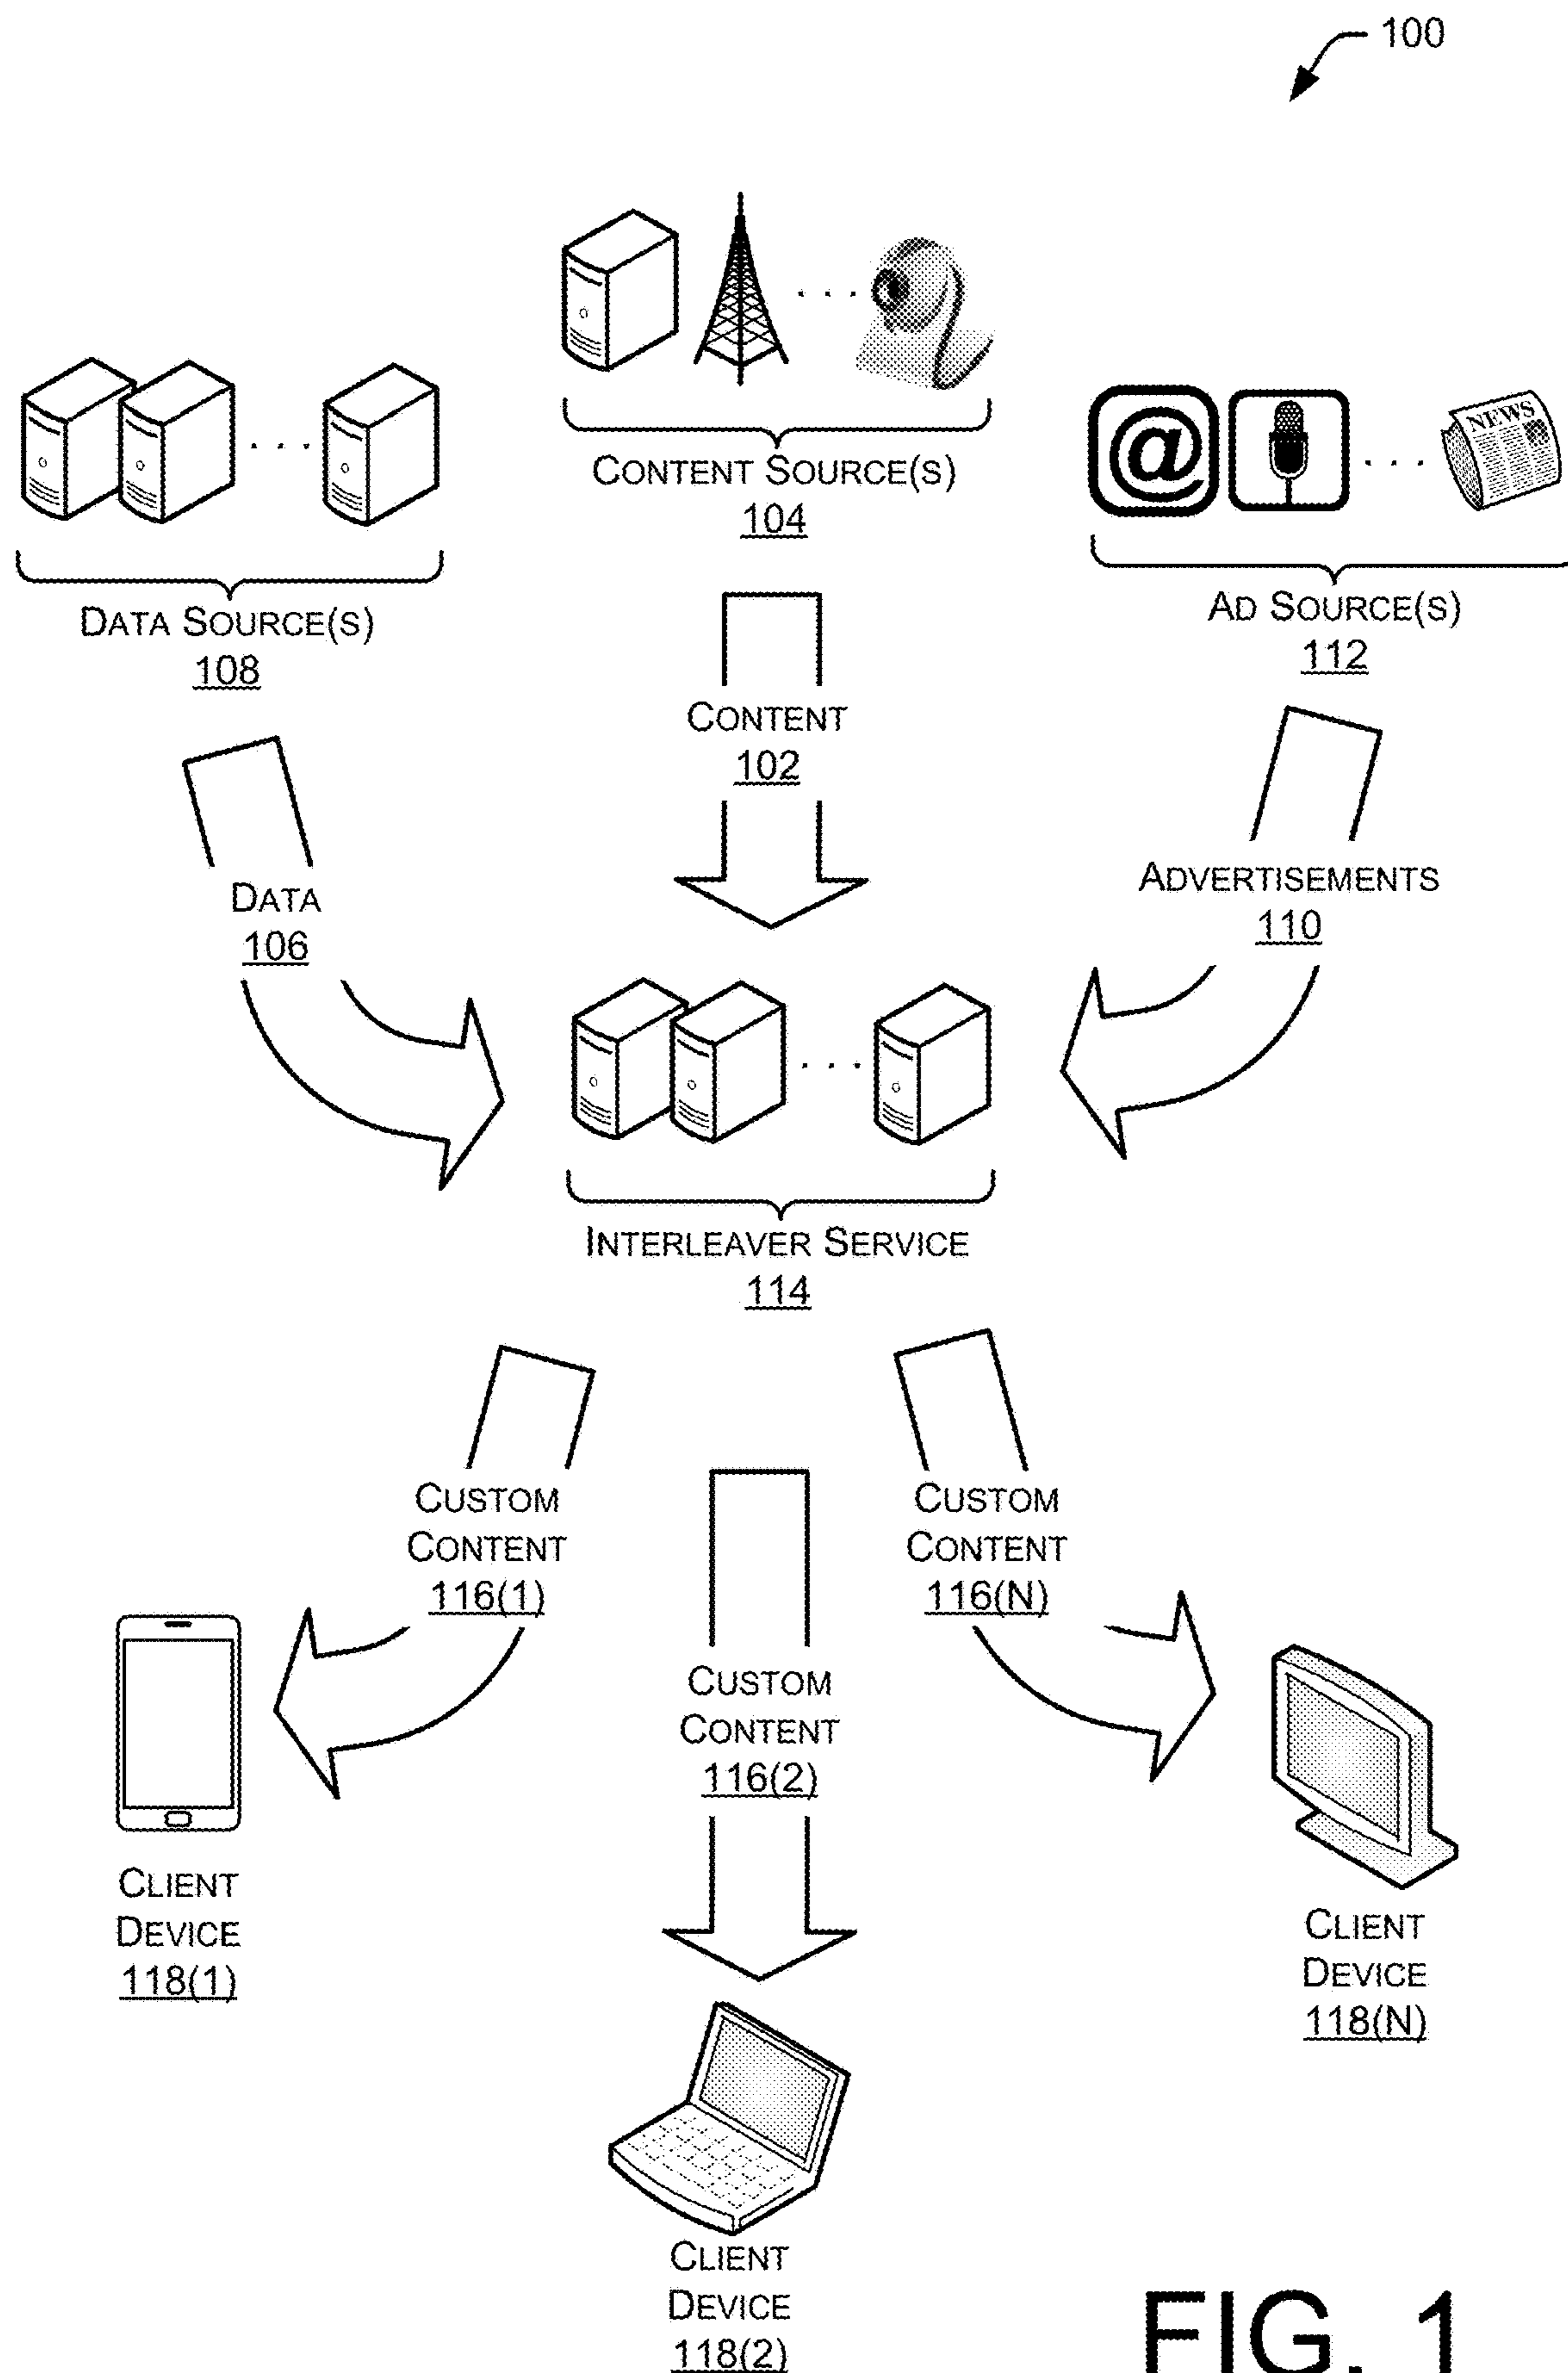 100
CONTENT SOURCE(S)
104
NEWS
@
DATA SOURCE(S)
108
AD SOURCE(S)
112
CONTENT
102
DATA
106
ADVERTISEMENTS
110
INTERLEAVER SERVICE
114
CUSTOM
CONTENT
116(1)
CUSTOM
CONTENT
116(N)
CUSTOM
CONTENT
116(2)
CLIENT
DEVICE
118(1)
CLIENT
DEVICE
118(N)
CLIENT
DEVICE
118(2)
FIG. 1